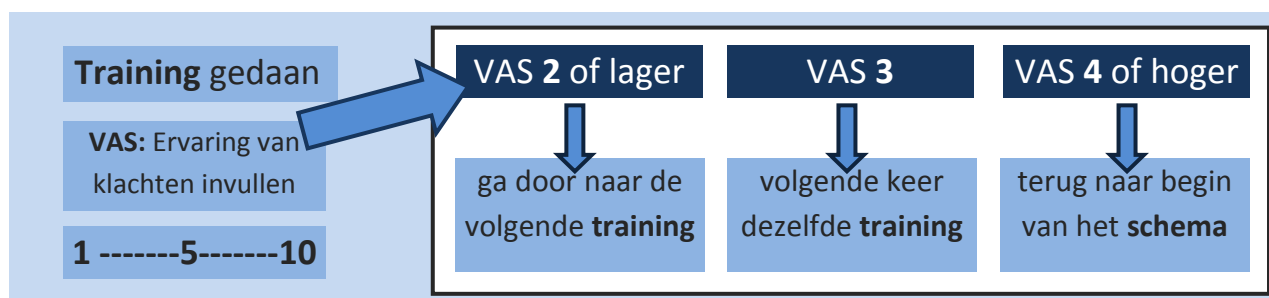 Training gedaan
VAS: Ervaring van
klachten invullen
1 -------5-------10
VAS 2 of lager
ga door naar de
volgende training
VAS 3
volgende keer
dezelfde training
VAS 4 of hoger
terug naar begin
van het schema